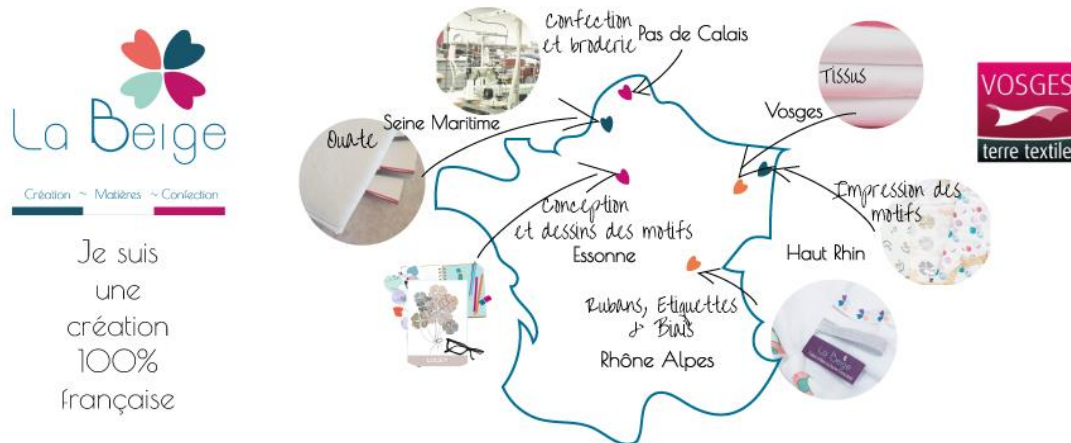 La Beige
Création ~ Matières ~ Confection
Je suis
une
création
100%
française
Confection
et broderie
Pas de Calais
Tissus
Vosges
VOSGES
terre textile
Ouate
Seine Maritime
Impression des
motifs
Haut Rhin
Conception
et dessins des motifs
Essonne
Rubans, Etiquettes
& Biais
Rhône Alpes
La Beige